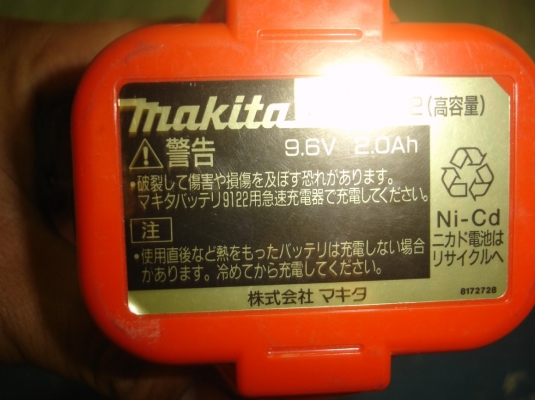 makita
2(高容量)
⚠警告 9.6V 2.0Ah
•破裂して傷害や損傷を及ぼす恐れがあります。
マキタバッテリ9122用急速充電器で充電してください。
注
•使用直後など熱をもったバッテリは充電しない場合
があります。冷めてから充電してください。
Ni-Cd
ニカド電池は
リサイクルへ
株式会社 マキタ
8172728